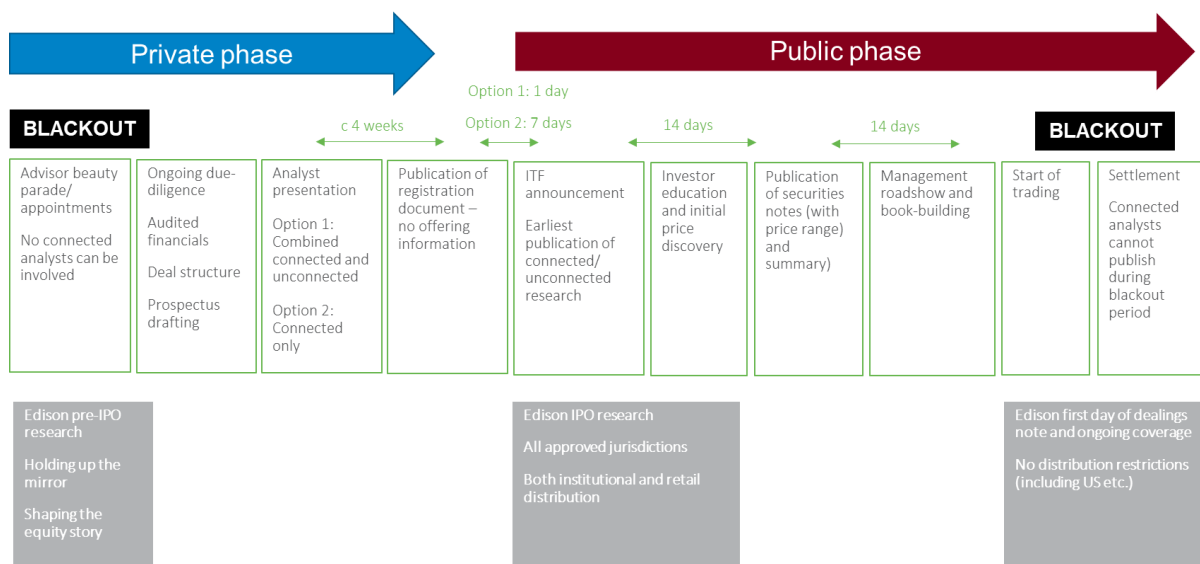 Private phase
Public phase
Option 1: 1 day
Option 2: 7 days
BLACKOUT
c 4 weeks
14 days
14 days
BLACKOUT
Advisor beauty
parade/
appointments
No connected
analysts can be
involved
Ongoing due-
diligence
Audited
financials
Deal structure
Prospectus
drafting
Analyst
presentation
Option 1:
Combined
connected and
unconnected
Option 2:
Connected
only
Publication of
registration
document –
no offering
information
ITF
announcement
Earliest
publication of
connected/
unconnected
research
Investor
education
and initial
price
discovery
Publication
of securities
notes (with
price range)
and
summary)
Management
roadshow and
book-building
Start of
trading
Settlement
Connected
analysts
cannot
publish
during
blackout
period
Edison pre-IPO
research
Holding up the
mirror
Shaping the
equity story
Edison IPO research
All approved jurisdictions
Both institutional and retail
distribution
Edison first day of dealings
note and ongoing coverage
No distribution restrictions
(including US etc.)